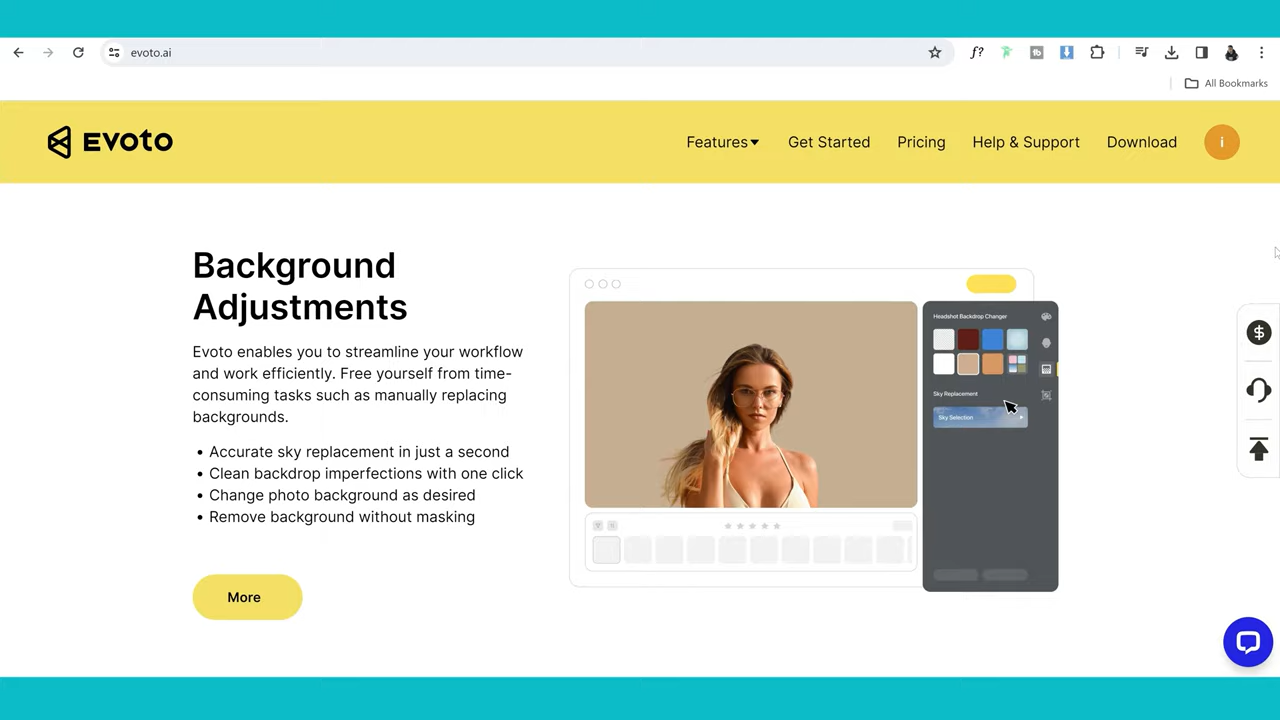 evoto.ai
All Bookmarks
EVOTO
Features
Get Started
Pricing
Help & Support
Download
i
Background
Adjustments
Evoto enables you to streamline your workflow
and work efficiently. Free yourself from time-
consuming tasks such as manually replacing
backgrounds.
• Accurate sky replacement in just a second
• Clean backdrop imperfections with one click
• Change photo background as desired
• Remove background without masking
More
Headshot Backdrop Changer
Sky Replacement
Sky Selection